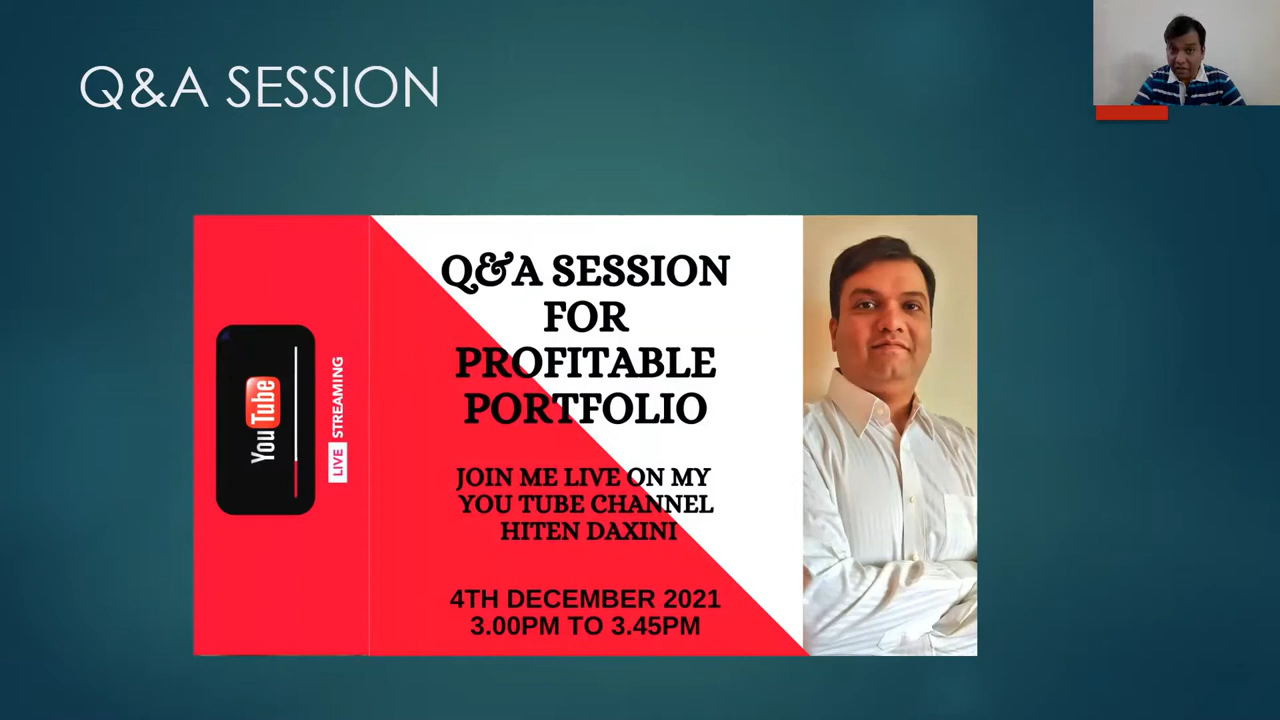 Q&A SESSION
Q&A SESSION
FOR
PROFITABLE
PORTFOLIO
JOIN ME LIVE ON MY
YOU TUBE CHANNEL
HITEN DAXINI
4TH DECEMBER 2021
3.00PM TO 3.45PM
YouTube
LIVE STREAMING